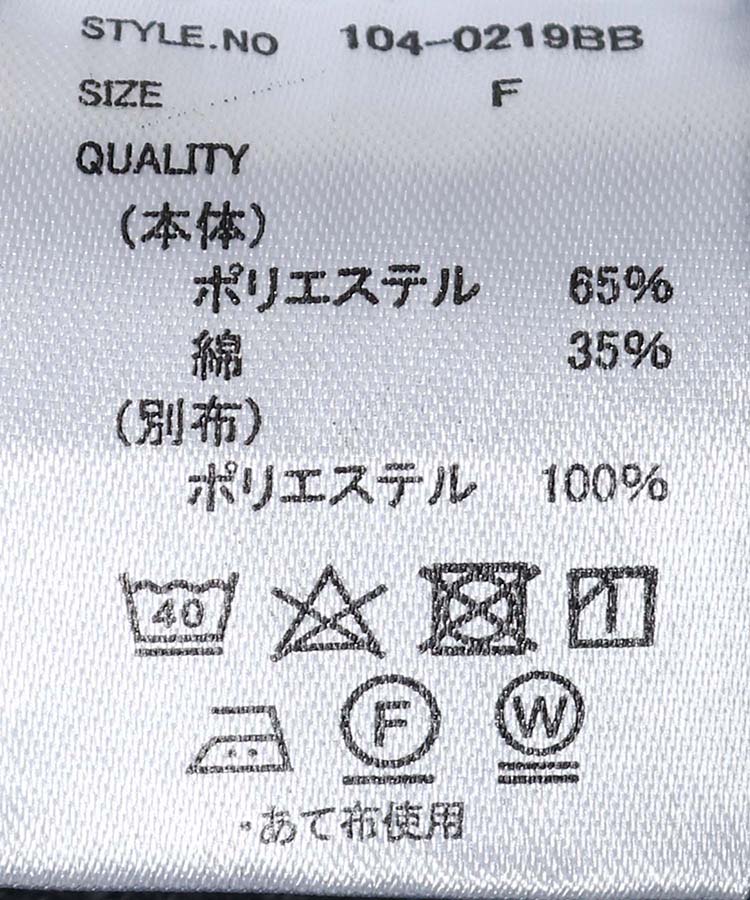 STYLE.NO 104-0219BB
SIZE F
QUALITY
(本体)
ポリエステル 65%
綿 35%
(別布)
ポリエステル 100%
40
F W
・あて布使用